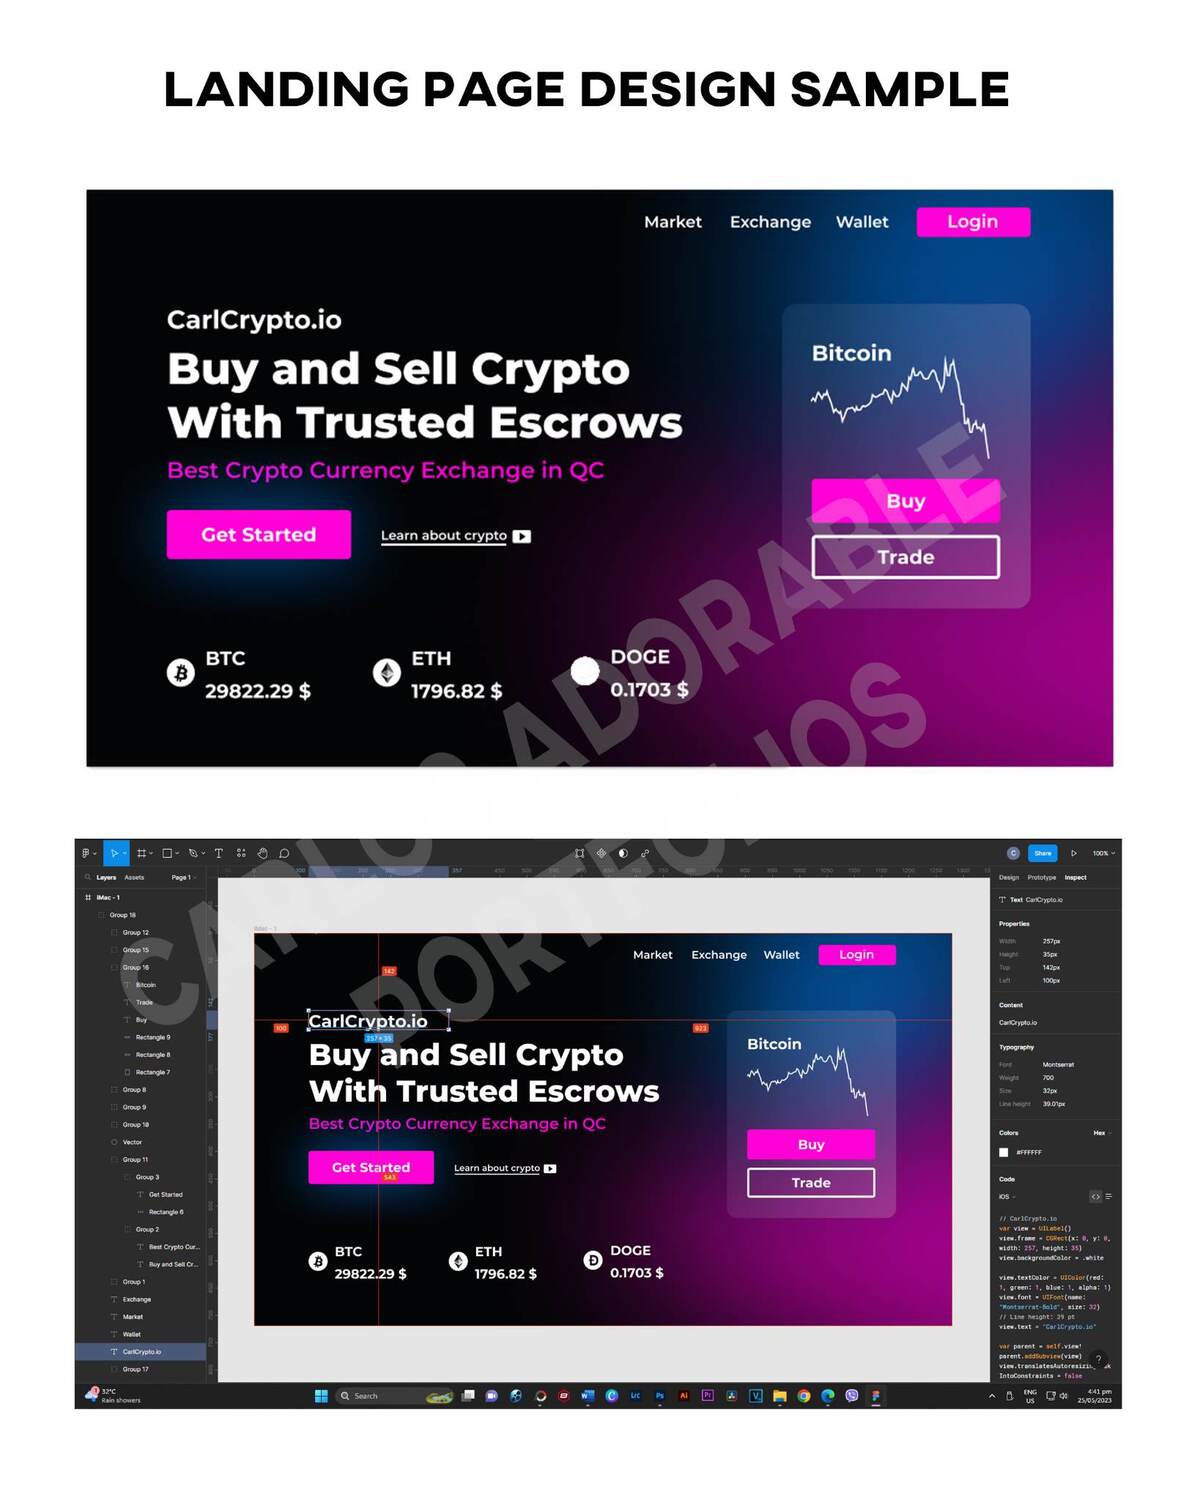 LANDING PAGE DESIGN SAMPLE
Market Exchange Wallet Login
CarlCrypto.io
Buy and Sell Crypto
With Trusted Escrows
Best Crypto Currency Exchange in QC
Get Started
Learn about crypto
Bitcoin
Buy
Trade
BTC
29822.29 $
ETH
1796.82 $
DOGE
0.1703 $
CARLOS ADORABLE
PORTFOLIOS
C Share 100%
Layers Assets Page 1
iMac - 1
Group 18
Group 12
Group 15
Group 16
Bitcoin
Trade
Buy
Rectangle 9
Rectangle 8
Rectangle 7
Group 8
Group 9
Group 10
Vector
Group 11
Group 3
Get Started
Rectangle 6
Group 2
Best Crypto Cur...
Buy and Sell Cr...
Group 1
Exchange
Market
Wallet
CarlCrypto.io
Group 17
iMac - 1
Market Exchange Wallet Login
142
100
923
CarlCrypto.io
257 × 35
Buy and Sell Crypto
With Trusted Escrows
Best Crypto Currency Exchange in QC
Get Started
543
Learn about crypto
Bitcoin
Buy
Trade
BTC
29822.29 $
ETH
1796.82 $
DOGE
0.1703 $
Design Prototype Inspect
Text CarlCrypto.io
Properties
Width 257px
Height 35px
Top 142px
Left 100px
Content
CarlCrypto.io
Typography
Font Montserrat
Weight 700
Size 32px
Line height 39.01px
Colors Hex
#FFFFFF
Code
iOS
// CarlCrypto.io
var view = UILabel()
view.frame = CGRect(x: 0, y: 0,
width: 257, height: 35)
view.backgroundColor = .white
view.textColor = UIColor(red:
1, green: 1, blue: 1, alpha: 1)
view.font = UIFont(name:
"Montserrat-Bold", size: 32)
// Line height: 39 pt
view.text = "CarlCrypto.io"
var parent = self.view!
parent.addSubview(view)
IntoConstraints = false
32°C
Rain showers
Search
ENG
US
4:41 pm
25/05/2023